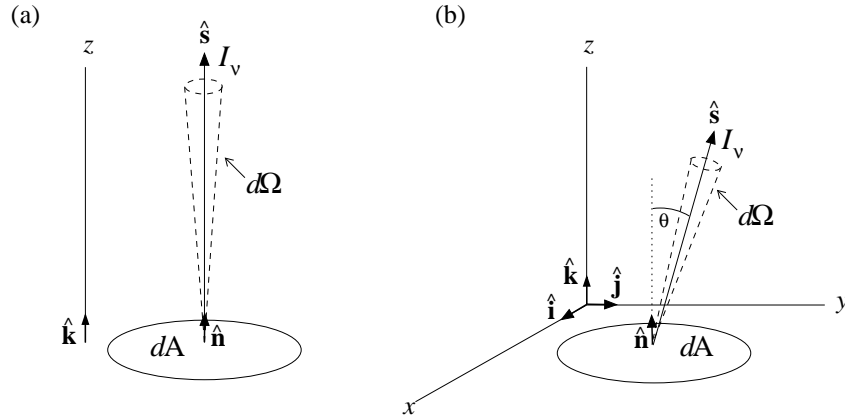 (a)
z
ŝ
I_ν
dΩ
k̂
n̂
dA
(b)
z
ŝ
I_ν
dΩ
θ
k̂
ĵ
î
y
n̂
dA
x